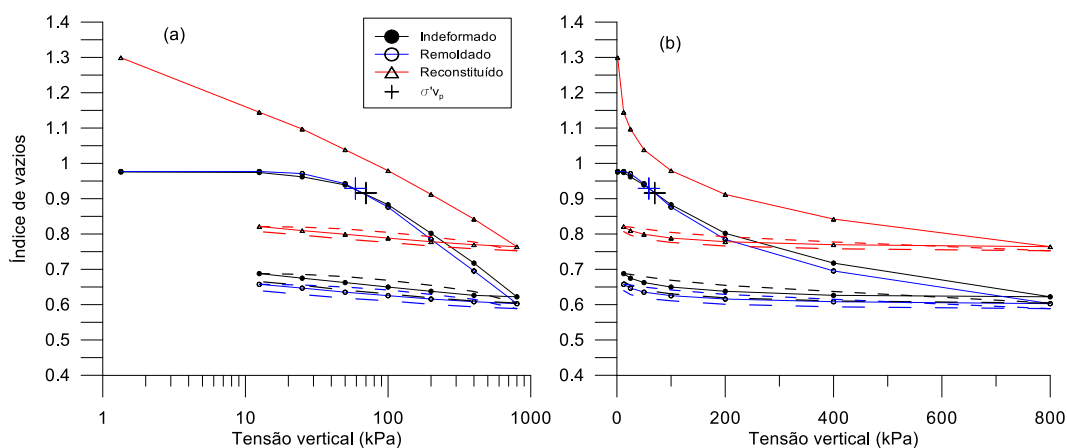 (a)
Indeformado
Remoldado
Reconstituído
σ'vp
(b)
1.4
1.3
1.2
1.1
1
0.9
0.8
0.7
0.6
0.5
0.4
Índice de vazios
1 10 100 1000
Tensão vertical (kPa)
1.4
1.3
1.2
1.1
1
0.9
0.8
0.7
0.6
0.5
0.4
0 200 400 600 800
Tensão vertical (kPa)